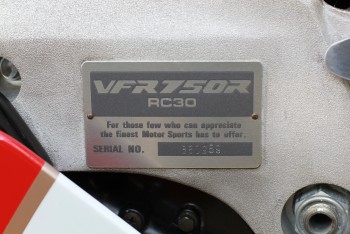 VFR750R
RC30
For those few who can appreciate
the finest Motor Sports has to offer.
SERIAL NO.